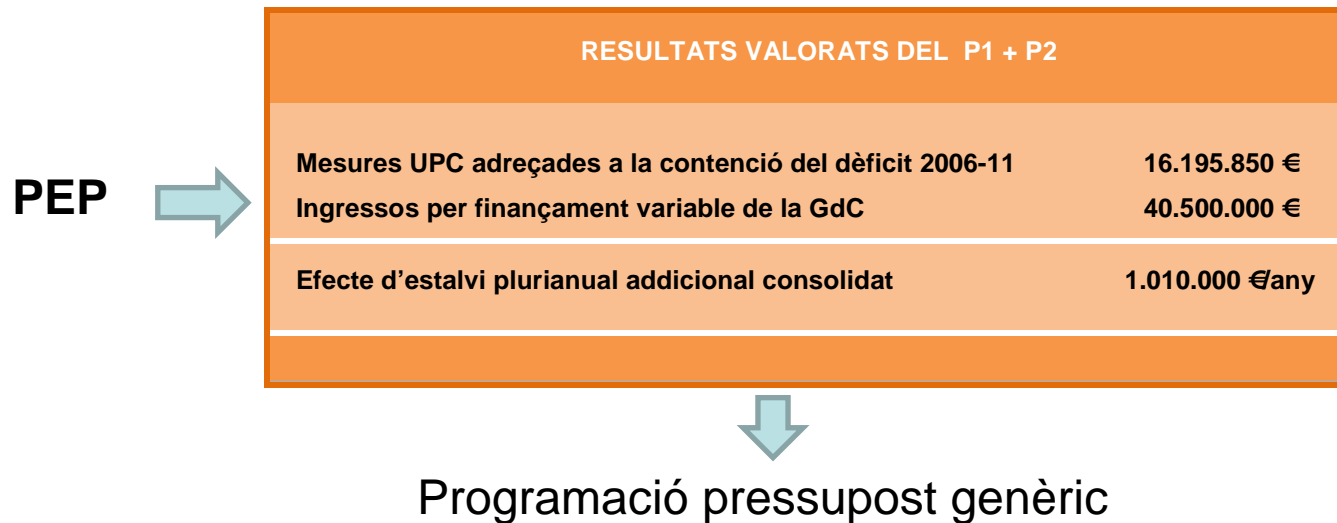 RESULTATS VALORATS DEL P1 + P2
PEP
Mesures UPC adreçades a la contenció del dèficit 2006-11 16.195.850 €
Ingressos per finançament variable de la GdC 40.500.000 €
Efecte d’estalvi plurianual addicional consolidat 1.010.000 €/any
Programació pressupost genèric